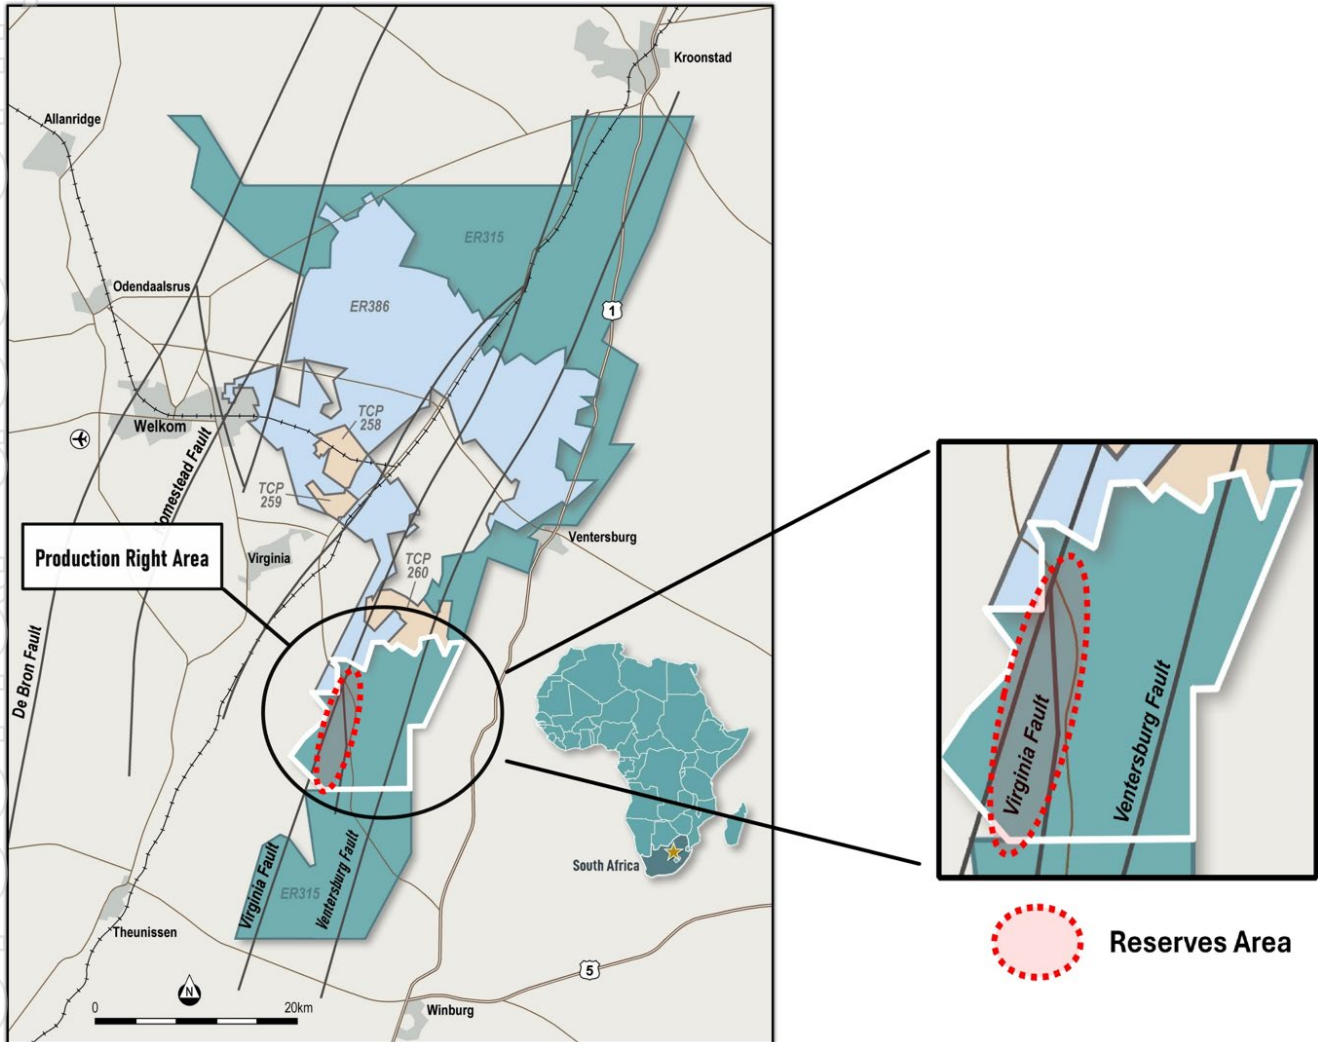 Kroonstad
Allanridge
ER315
Odendaalsrus
ER386
1
TCP
258
Welkom
Homestead Fault
TCP
259
Ventersburg
Production Right Area
Virginia
TCP
260
De Bron Fault
South Africa
Virginia Fault
ER315
Ventersburg Fault
Theunissen
5
N
0
20km
Winburg
Virginia Fault
Ventersburg Fault
Reserves Area